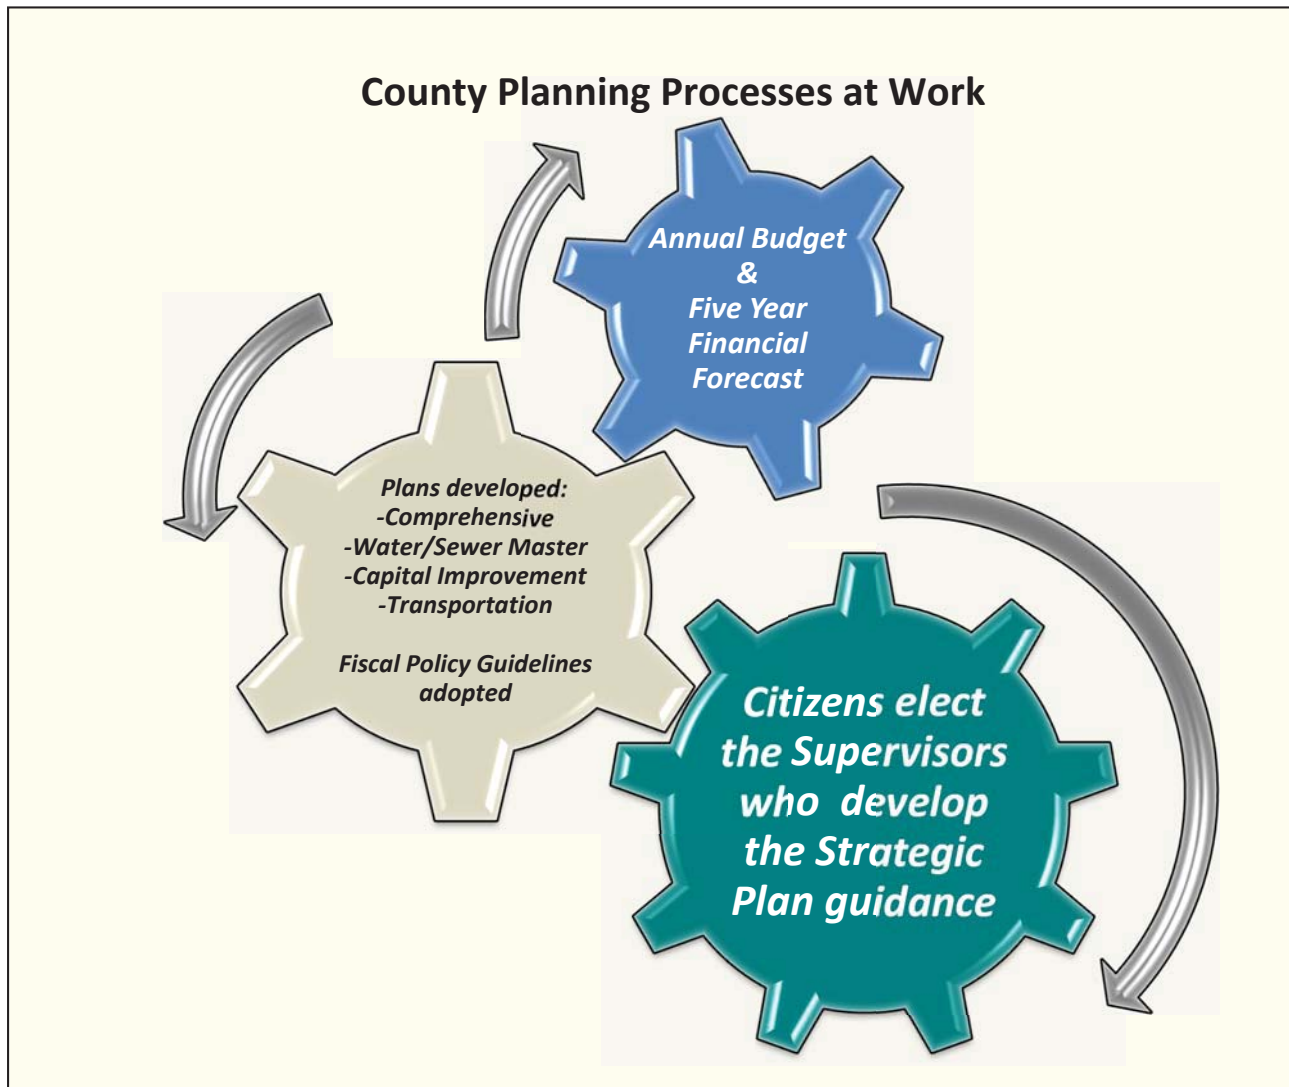 County Planning Processes at Work
Annual Budget
&
Five Year
Financial
Forecast
Plans developed:
-Comprehensive
-Water/Sewer Master
-Capital Improvement
-Transportation
Fiscal Policy Guidelines
adopted
Citizens elect
the Supervisors
who develop
the Strategic
Plan guidance